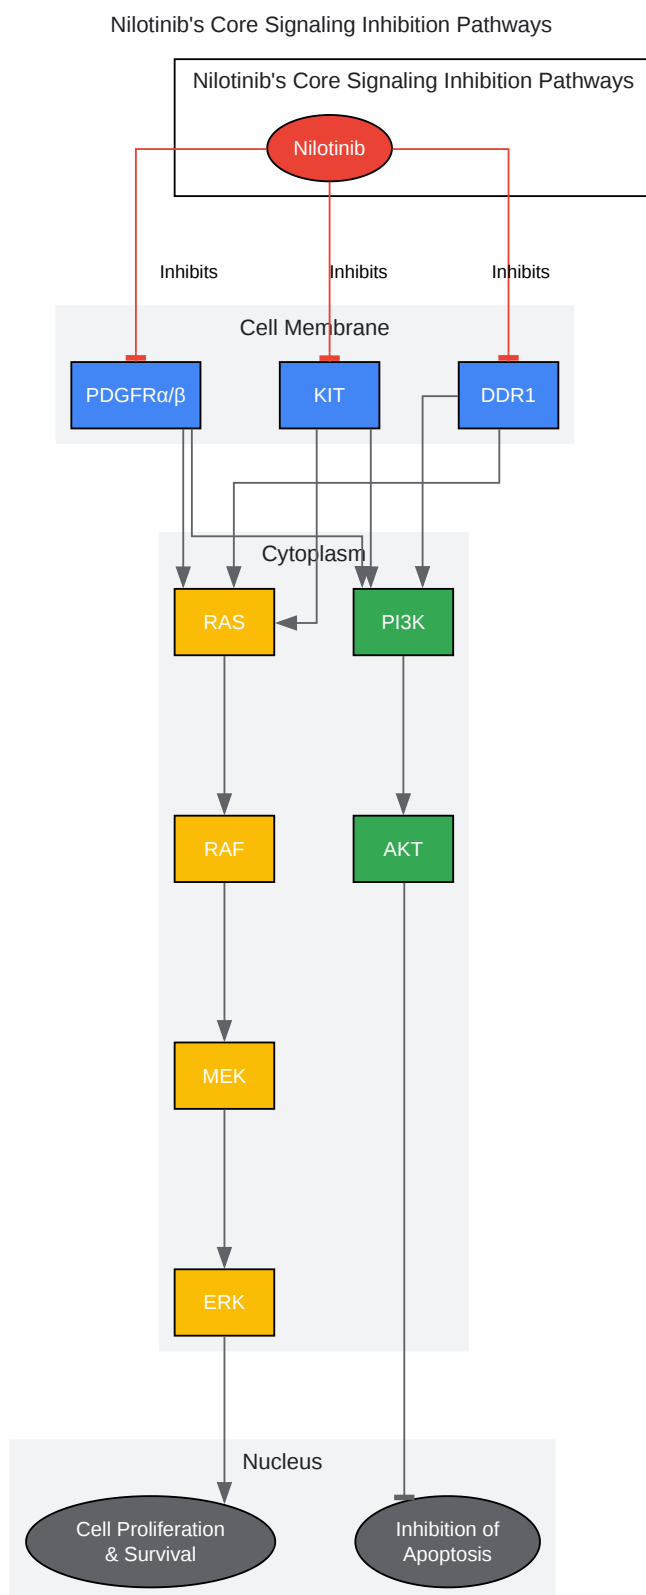 Nilotinib's Core Signaling Inhibition Pathways
Nilotinib's Core Signaling Inhibition Pathways
Nilotinib
Inhibits
Inhibits
Inhibits
Cell Membrane
PDGFRα/β
KIT
DDR1
Cytoplasm
RAS
PI3K
RAF
AKT
MEK
ERK
Nucleus
Cell Proliferation
& Survival
Inhibition of
Apoptosis